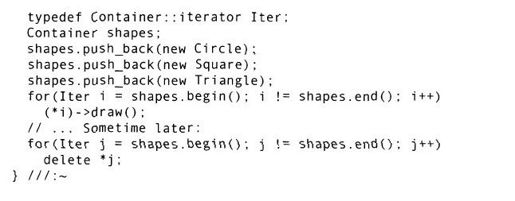 typedef Container::iterator Iter;
Container shapes;
shapes.push_back(new Circle);
shapes.push_back(new Square);
shapes.push_back(new Triangle);
for(Iter i = shapes.begin(); i != shapes.end(); i++)
(*i)->draw();
// ... Sometime later:
for(Iter j = shapes.begin(); j != shapes.end(); j++)
delete *j;
} ///:~